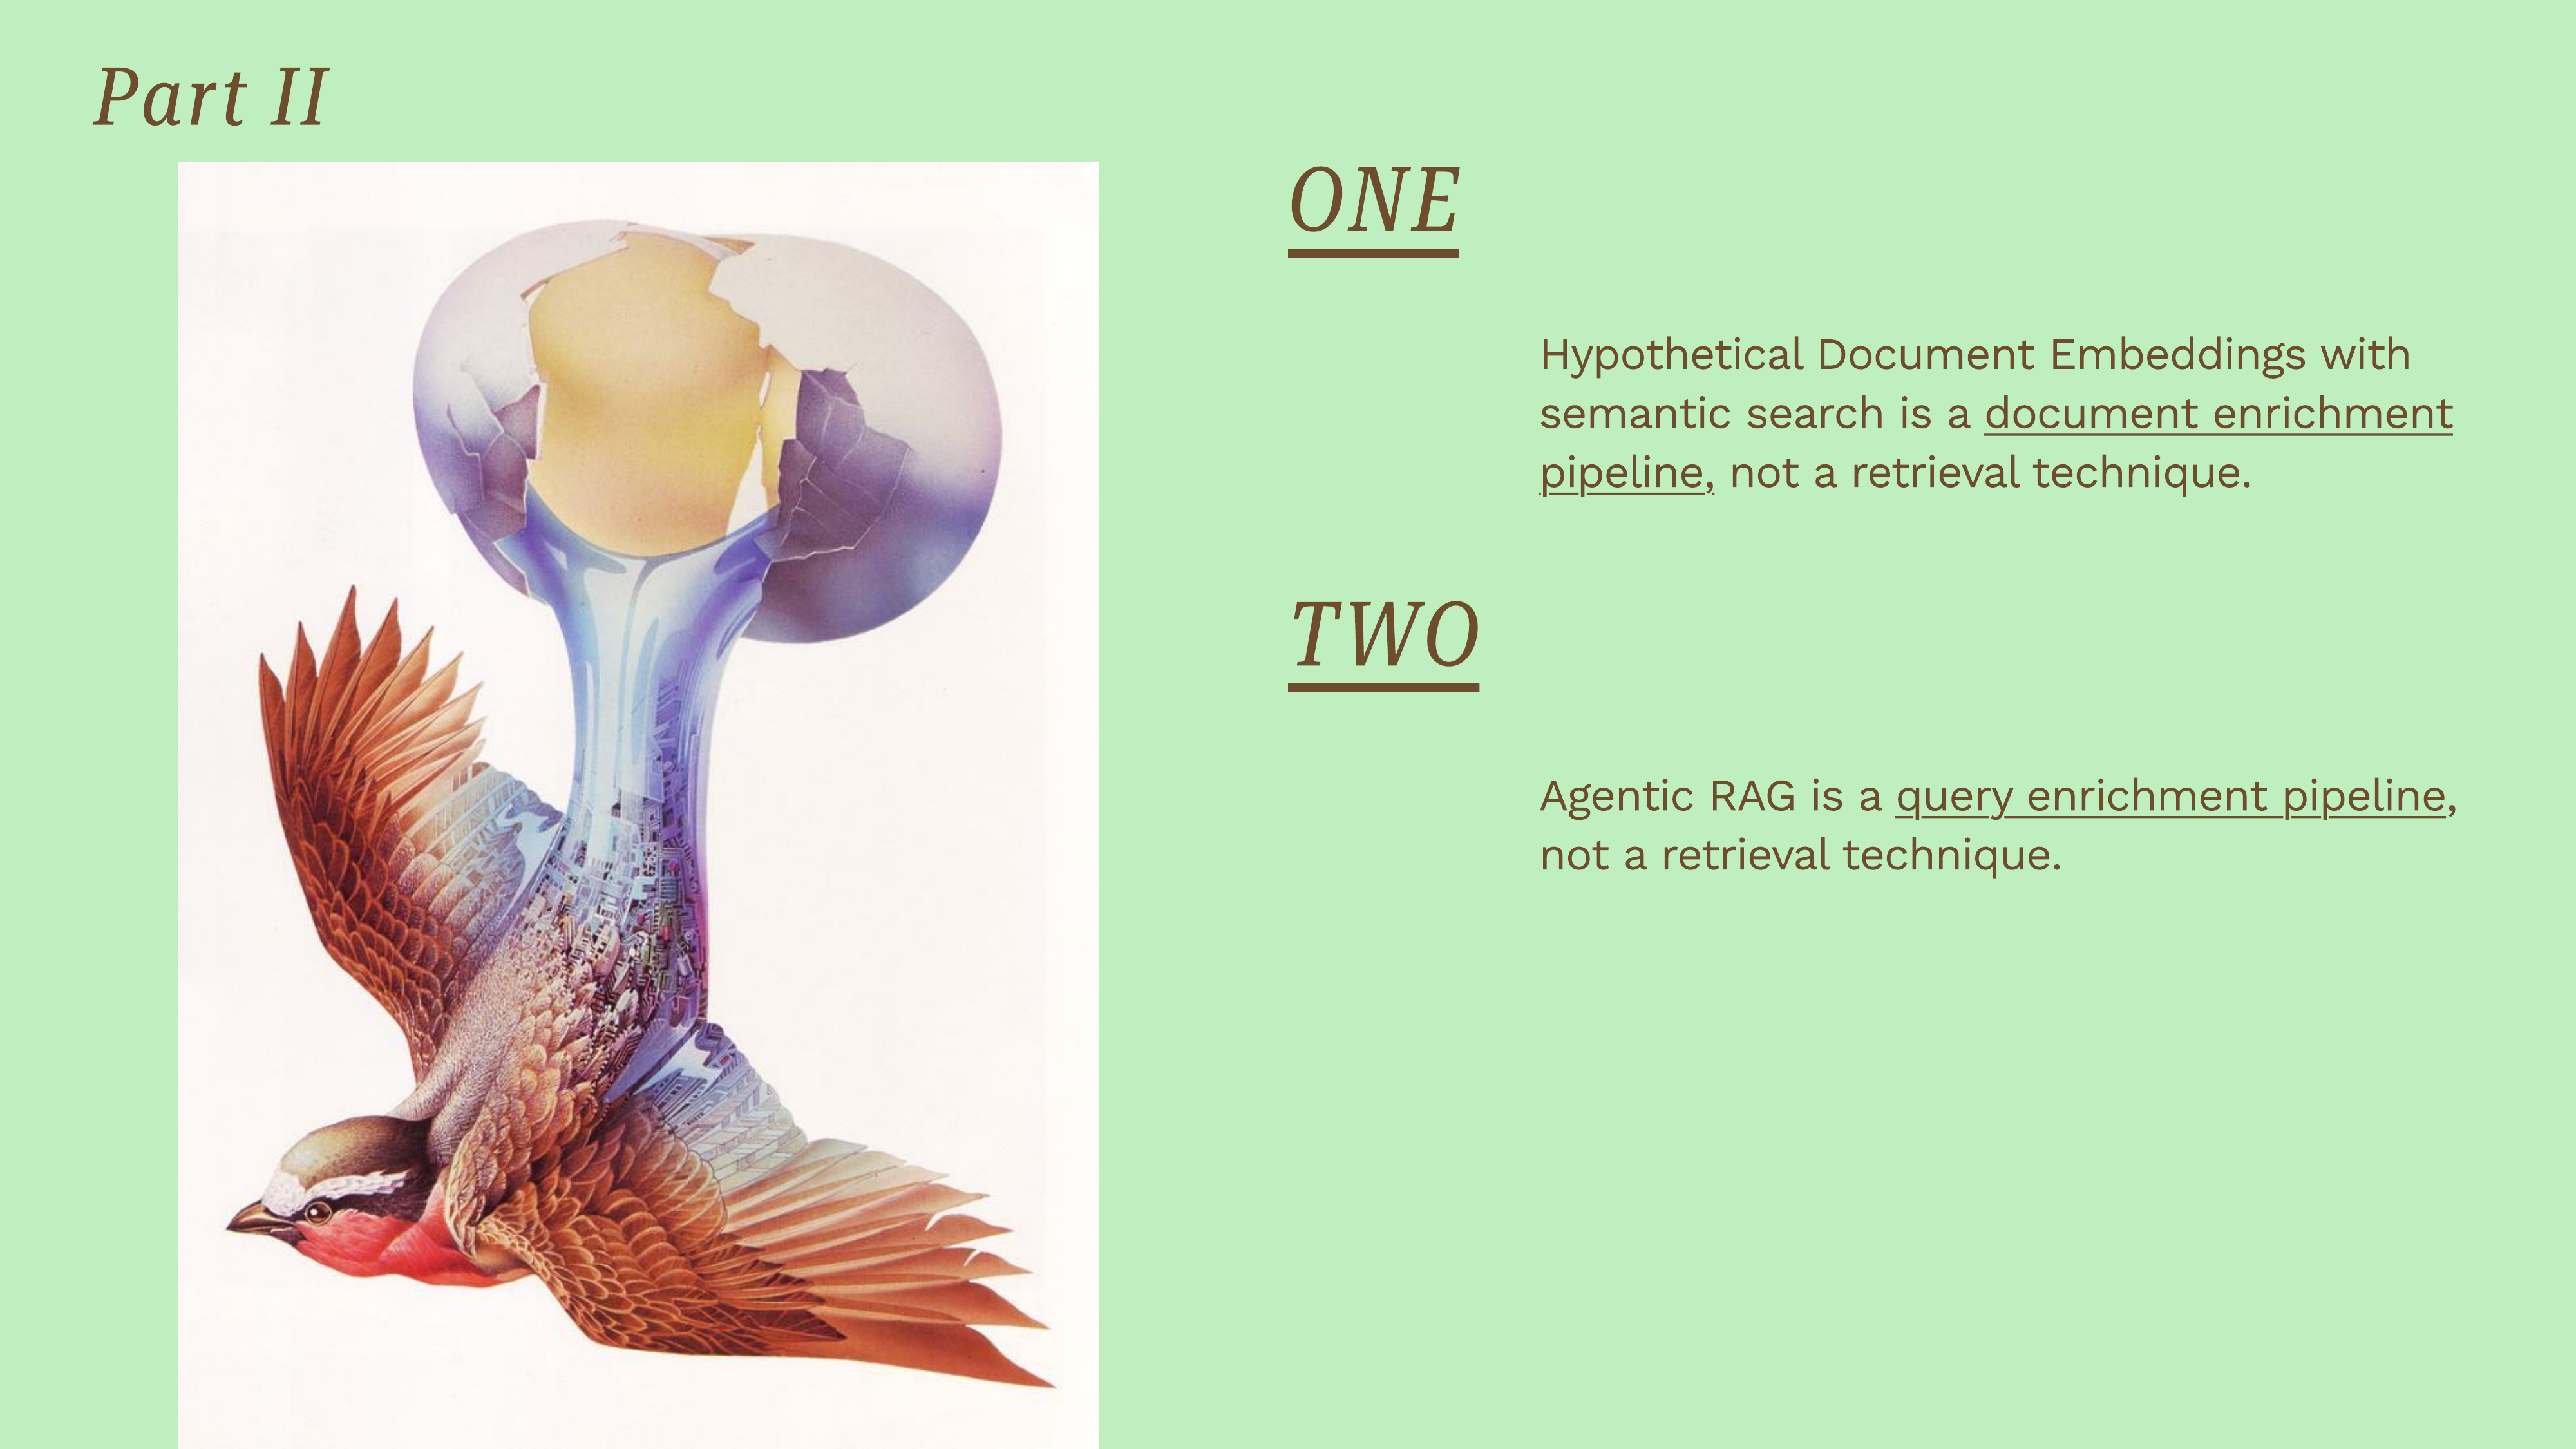 Part II
ONE
Hypothetical Document Embeddings with
semantic search is a document enrichment
pipeline, not a retrieval technique.
TWO
Agentic RAG is a query enrichment pipeline,
not a retrieval technique.